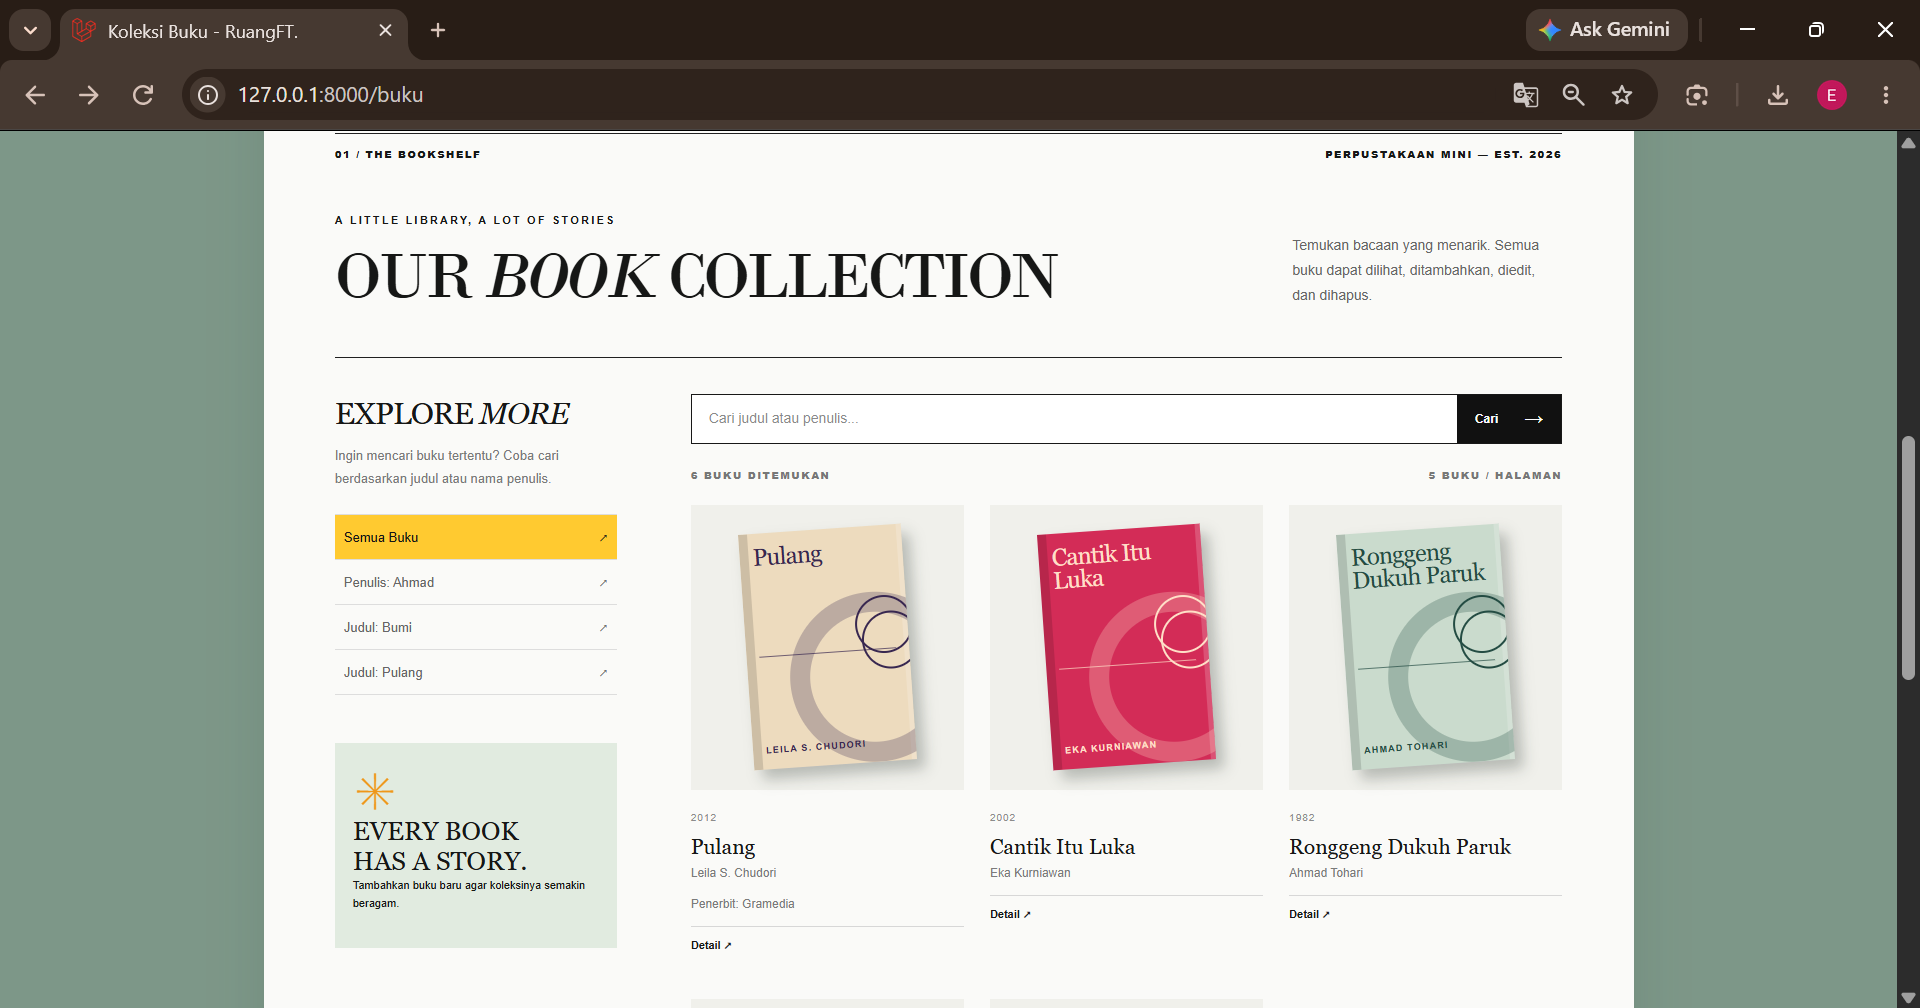 Koleksi Buku - RuangFT.
Ask Gemini
127.0.0.1:8000/buku
E
01 / THE BOOKSHELF
PERPUSTAKAAN MINI — EST. 2026
A LITTLE LIBRARY, A LOT OF STORIES
OUR BOOK COLLECTION
Temukan bacaan yang menarik. Semua
buku dapat dilihat, ditambahkan, diedit,
dan dihapus.
EXPLORE MORE
Ingin mencari buku tertentu? Coba cari
berdasarkan judul atau nama penulis.
Semua Buku ↗
Penulis: Ahmad ↗
Judul: Bumi ↗
Judul: Pulang ↗
EVERY BOOK
HAS A STORY.
Tambahkan buku baru agar koleksinya semakin
beragam.
Cari judul atau penulis...
Cari →
6 BUKU DITEMUKAN
5 BUKU / HALAMAN
Pulang
LEILA S. CHUDORI
2012
Pulang
Leila S. Chudori
Penerbit: Gramedia
Detail ↗
Cantik Itu
Luka
EKA KURNIAWAN
2002
Cantik Itu Luka
Eka Kurniawan
Detail ↗
Ronggeng
Dukuh Paruk
AHMAD TOHARI
1982
Ronggeng Dukuh Paruk
Ahmad Tohari
Detail ↗